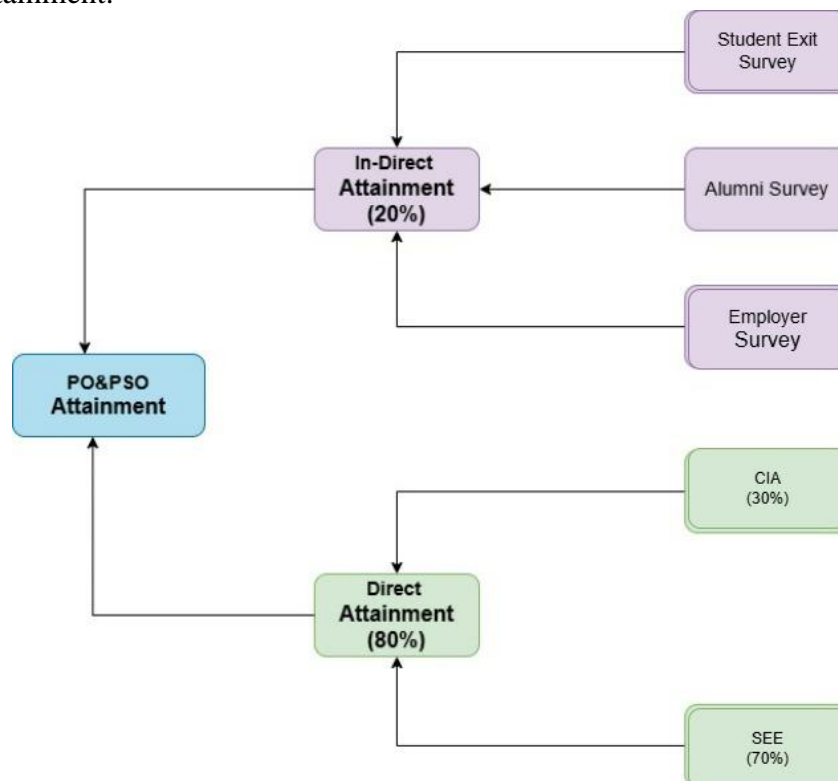 Student Exit
Survey
In-Direct
Attainment
(20%)
Alumni Survey
Employer
Survey
PO&PSO
Attainment
CIA
(30%)
Direct
Attainment
(80%)
SEE
(70%)